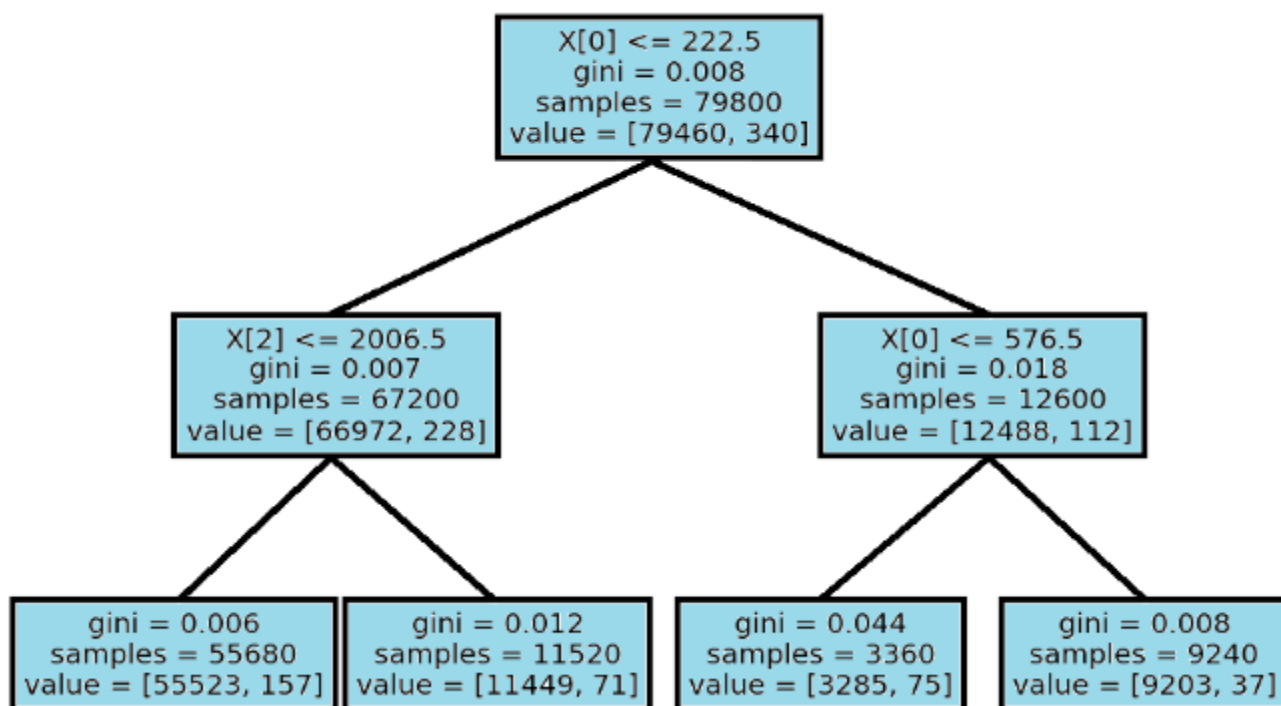 X[0] <= 222.5
gini = 0.008
samples = 79800
value = [79460, 340]
X[2] <= 2006.5
gini = 0.007
samples = 67200
value = [66972, 228]
X[0] <= 576.5
gini = 0.018
samples = 12600
value = [12488, 112]
gini = 0.006
samples = 55680
value = [55523, 157]
gini = 0.012
samples = 11520
value = [11449, 71]
gini = 0.044
samples = 3360
value = [3285, 75]
gini = 0.008
samples = 9240
value = [9203, 37]